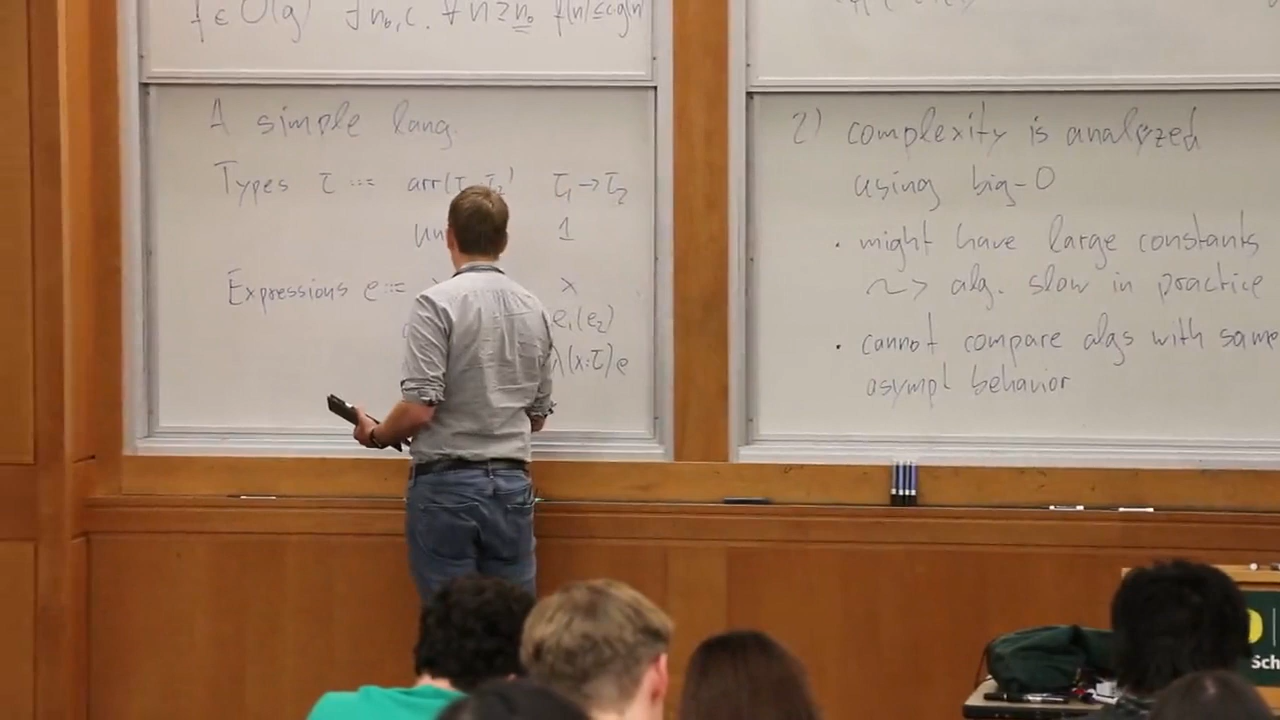 f ∈ O(g) ∃ n₀,c. ∀ n ≥ n₀ f(n) ≤ c g(n)
A simple lang.
Types τ ::= arr(τ₁ τ₂) τ₁→τ₂
1
Expressions e ::= x
e₁(e₂)
λ(x:τ)e
2) complexity is analyzed
using big-O
· might have large constants
~> alg. slow in practice
· cannot compare algs with same
asympt behavior